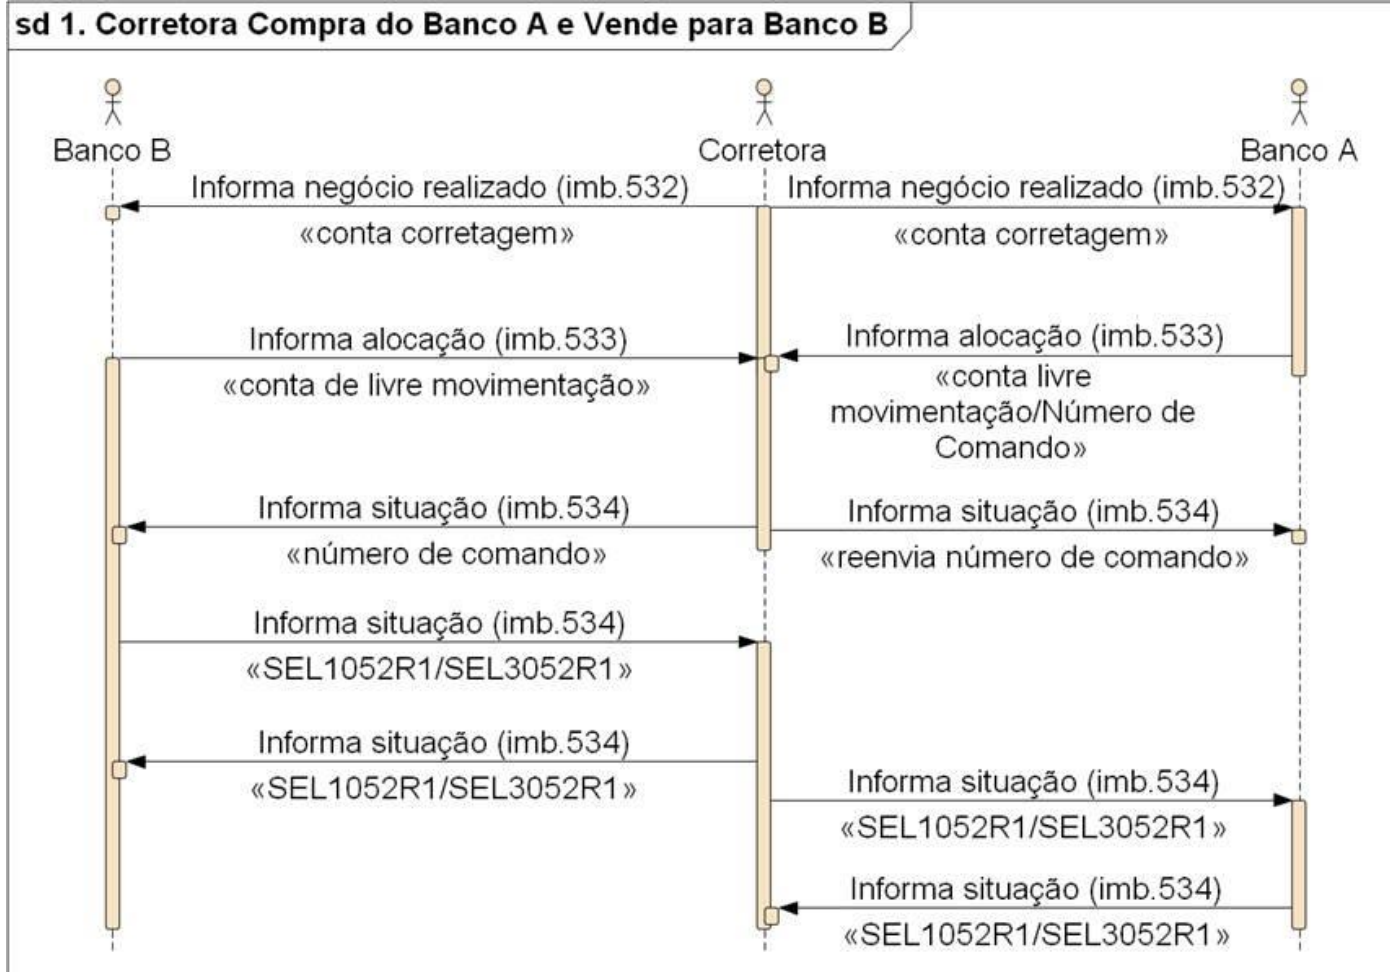 sd 1. Corretora Compra do Banco A e Vende para Banco B
Banco B
Corretora
Banco A
Informa negócio realizado (imb.532)
Informa negócio realizado (imb.532)
«conta corretagem»
«conta corretagem»
Informa alocação (imb.533)
Informa alocação (imb.533)
«conta de livre movimentação»
«conta livre
movimentação/Número de
Comando»
Informa situação (imb.534)
Informa situação (imb.534)
«número de comando»
«reenvia número de comando»
Informa situação (imb.534)
«SEL1052R1/SEL3052R1»
Informa situação (imb.534)
«SEL1052R1/SEL3052R1»
Informa situação (imb.534)
«SEL1052R1/SEL3052R1»
Informa situação (imb.534)
«SEL1052R1/SEL3052R1»